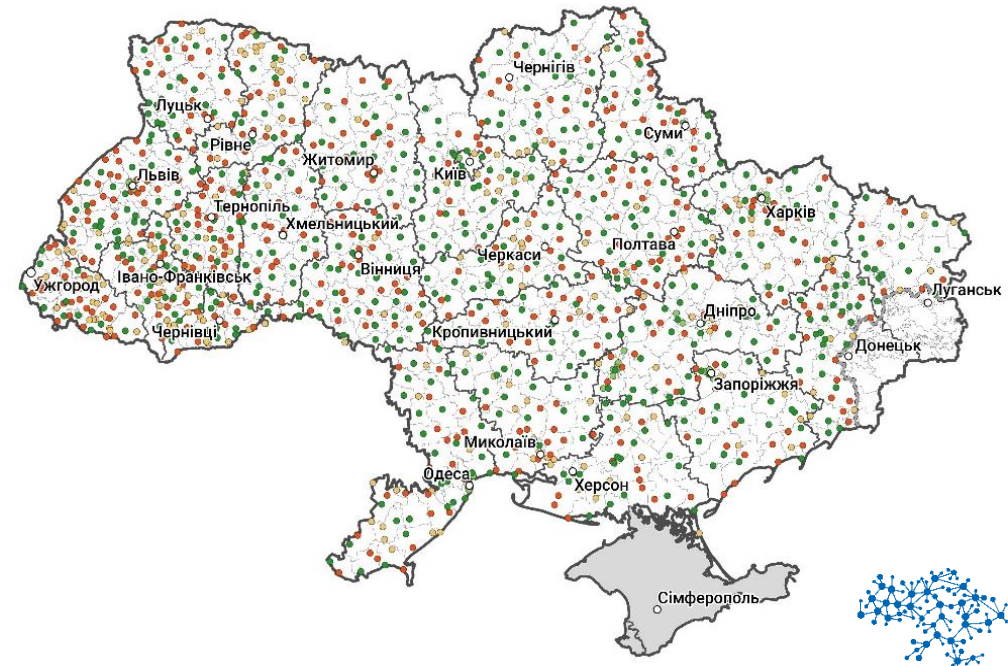 Чернігів
Луцьк
Суми
Рівне
Житомир
Київ
Львів
Тернопіль
Харків
Хмельницький
Полтава
Черкаси
Вінниця
Івано-Франківськ
Ужгород
Луганськ
Дніпро
Чернівці
Кропивницький
Донецьк
Запоріжжя
Миколаїв
Одеса
Херсон
Сімферополь